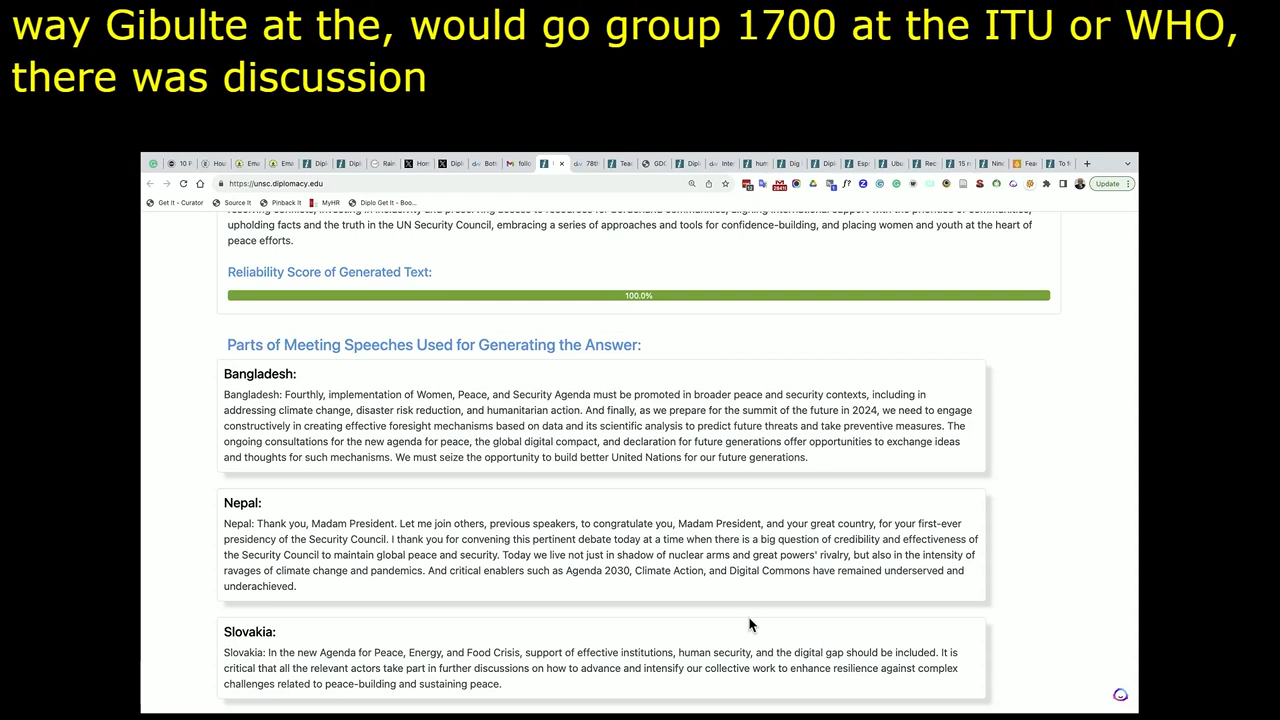 way Gibulte at the, would go group 1700 at the ITU or WHO,
there was discussion
https://unsc.diplomacy.edu
Update
Get It - Curator Source It Pinback It MyHR Diplo Get It - Boo...
upholding facts and the truth in the UN Security Council, embracing a series of approaches and tools for confidence-building, and placing women and youth at the heart of
peace efforts.
Reliability Score of Generated Text:
100.0%
Parts of Meeting Speeches Used for Generating the Answer:
Bangladesh:
Bangladesh: Fourthly, implementation of Women, Peace, and Security Agenda must be promoted in broader peace and security contexts, including in
addressing climate change, disaster risk reduction, and humanitarian action. And finally, as we prepare for the summit of the future in 2024, we need to engage
constructively in creating effective foresight mechanisms based on data and its scientific analysis to predict future threats and take preventive measures. The
ongoing consultations for the new agenda for peace, the global digital compact, and declaration for future generations offer opportunities to exchange ideas
and thoughts for such mechanisms. We must seize the opportunity to build better United Nations for our future generations.
Nepal:
Nepal: Thank you, Madam President. Let me join others, previous speakers, to congratulate you, Madam President, and your great country, for your first-ever
presidency of the Security Council. I thank you for convening this pertinent debate today at a time when there is a big question of credibility and effectiveness of
the Security Council to maintain global peace and security. Today we live not just in shadow of nuclear arms and great powers' rivalry, but also in the intensity of
ravages of climate change and pandemics. And critical enablers such as Agenda 2030, Climate Action, and Digital Commons have remained underserved and
underachieved.
Slovakia:
Slovakia: In the new Agenda for Peace, Energy, and Food Crisis, support of effective institutions, human security, and the digital gap should be included. It is
critical that all the relevant actors take part in further discussions on how to advance and intensify our collective work to enhance resilience against complex
challenges related to peace-building and sustaining peace.